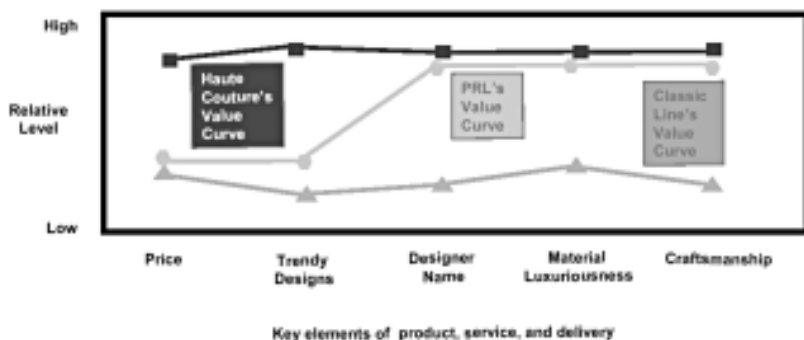 High
Haute
Couture's
Value
Curve
PRL's
Value
Curve
Classic
Line's
Value
Curve
Relative
Level
Low
Price
Trendy
Designs
Designer
Name
Material
Luxuriousness
Craftsmanship
Key elements of product, service, and delivery